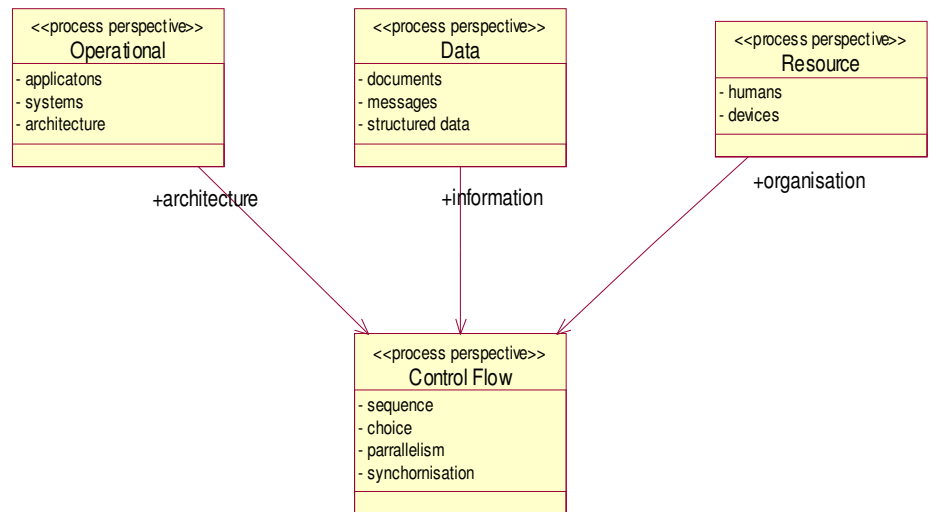 <<process perspective>>
Operational
- applicatons
- systems
- architecture
<<process perspective>>
Data
- documents
- messages
- structured data
<<process perspective>>
Resource
- humans
- devices
+architecture
+information
+organisation
<<process perspective>>
Control Flow
- sequence
- choice
- parrallelism
- synchornisation